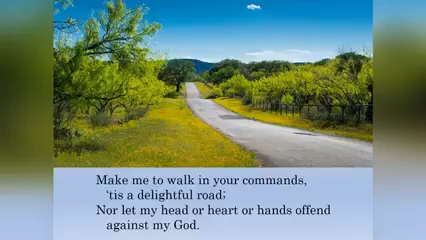 Make me to walk in your commands,
‘tis a delightful road;
Nor let my head or heart or hands offend
against my God.